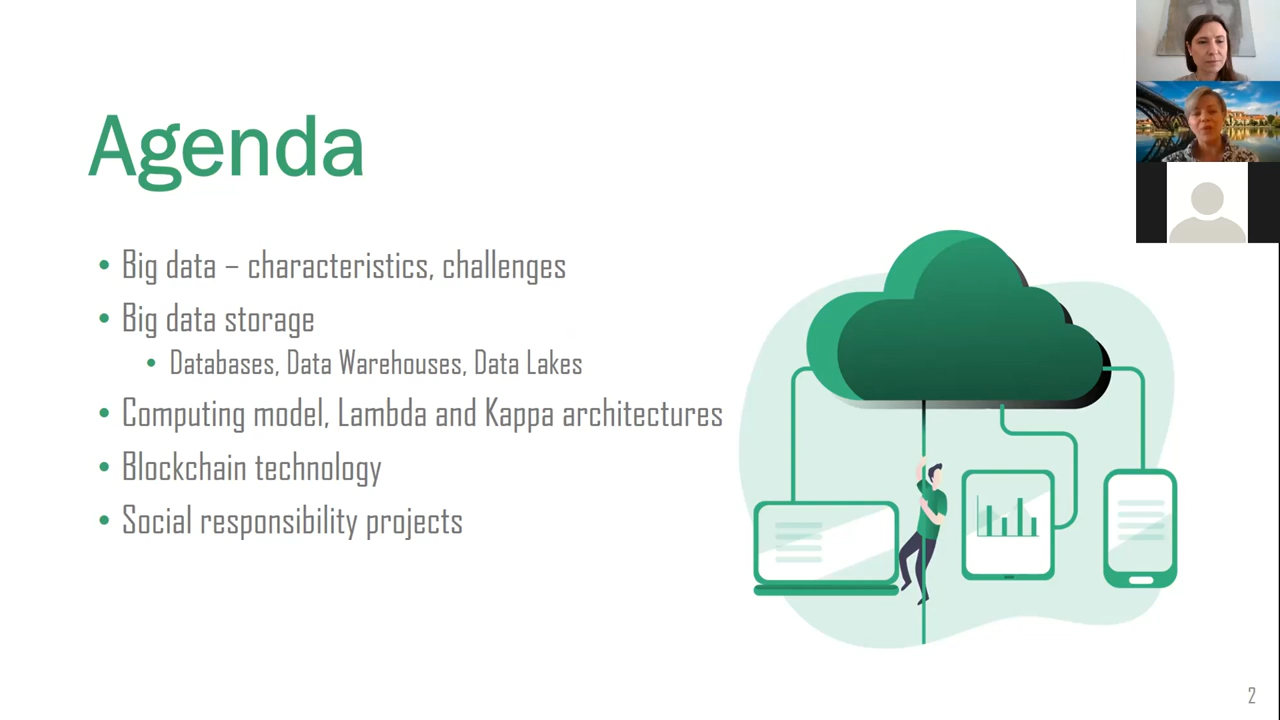 Agenda
• Big data – characteristics, challenges
• Big data storage
• Databases, Data Warehouses, Data Lakes
• Computing model, Lambda and Kappa architectures
• Blockchain technology
• Social responsibility projects
2